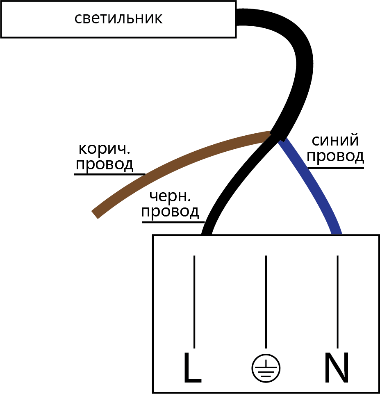 светильник
корич.
провод
синий
провод
черн.
провод
L
N